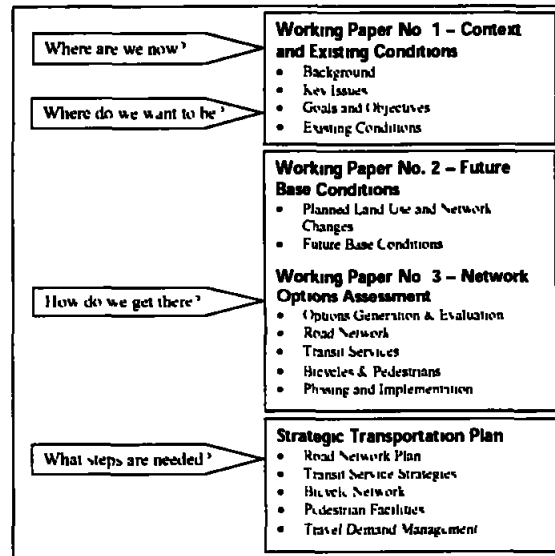 Where are we now?
Working Paper No 1 – Context
and Existing Conditions
• Background
• Key Issues
Where do we want to be?
• Goals and Objectives
• Existing Conditions
Working Paper No. 2 – Future
Base Conditions
• Planned Land Use and Network
Changes
• Future Base Conditions
How do we get there?
Working Paper No 3 – Network
Options Assessment
• Options Generation & Evaluation
• Road Network
• Transit Services
• Bicycles & Pedestrians
• Phasing and Implementation
What steps are needed?
Strategic Transportation Plan
• Road Network Plan
• Transit Service Strategies
• Bicycle Network
• Pedestrian Facilities
• Travel Demand Management